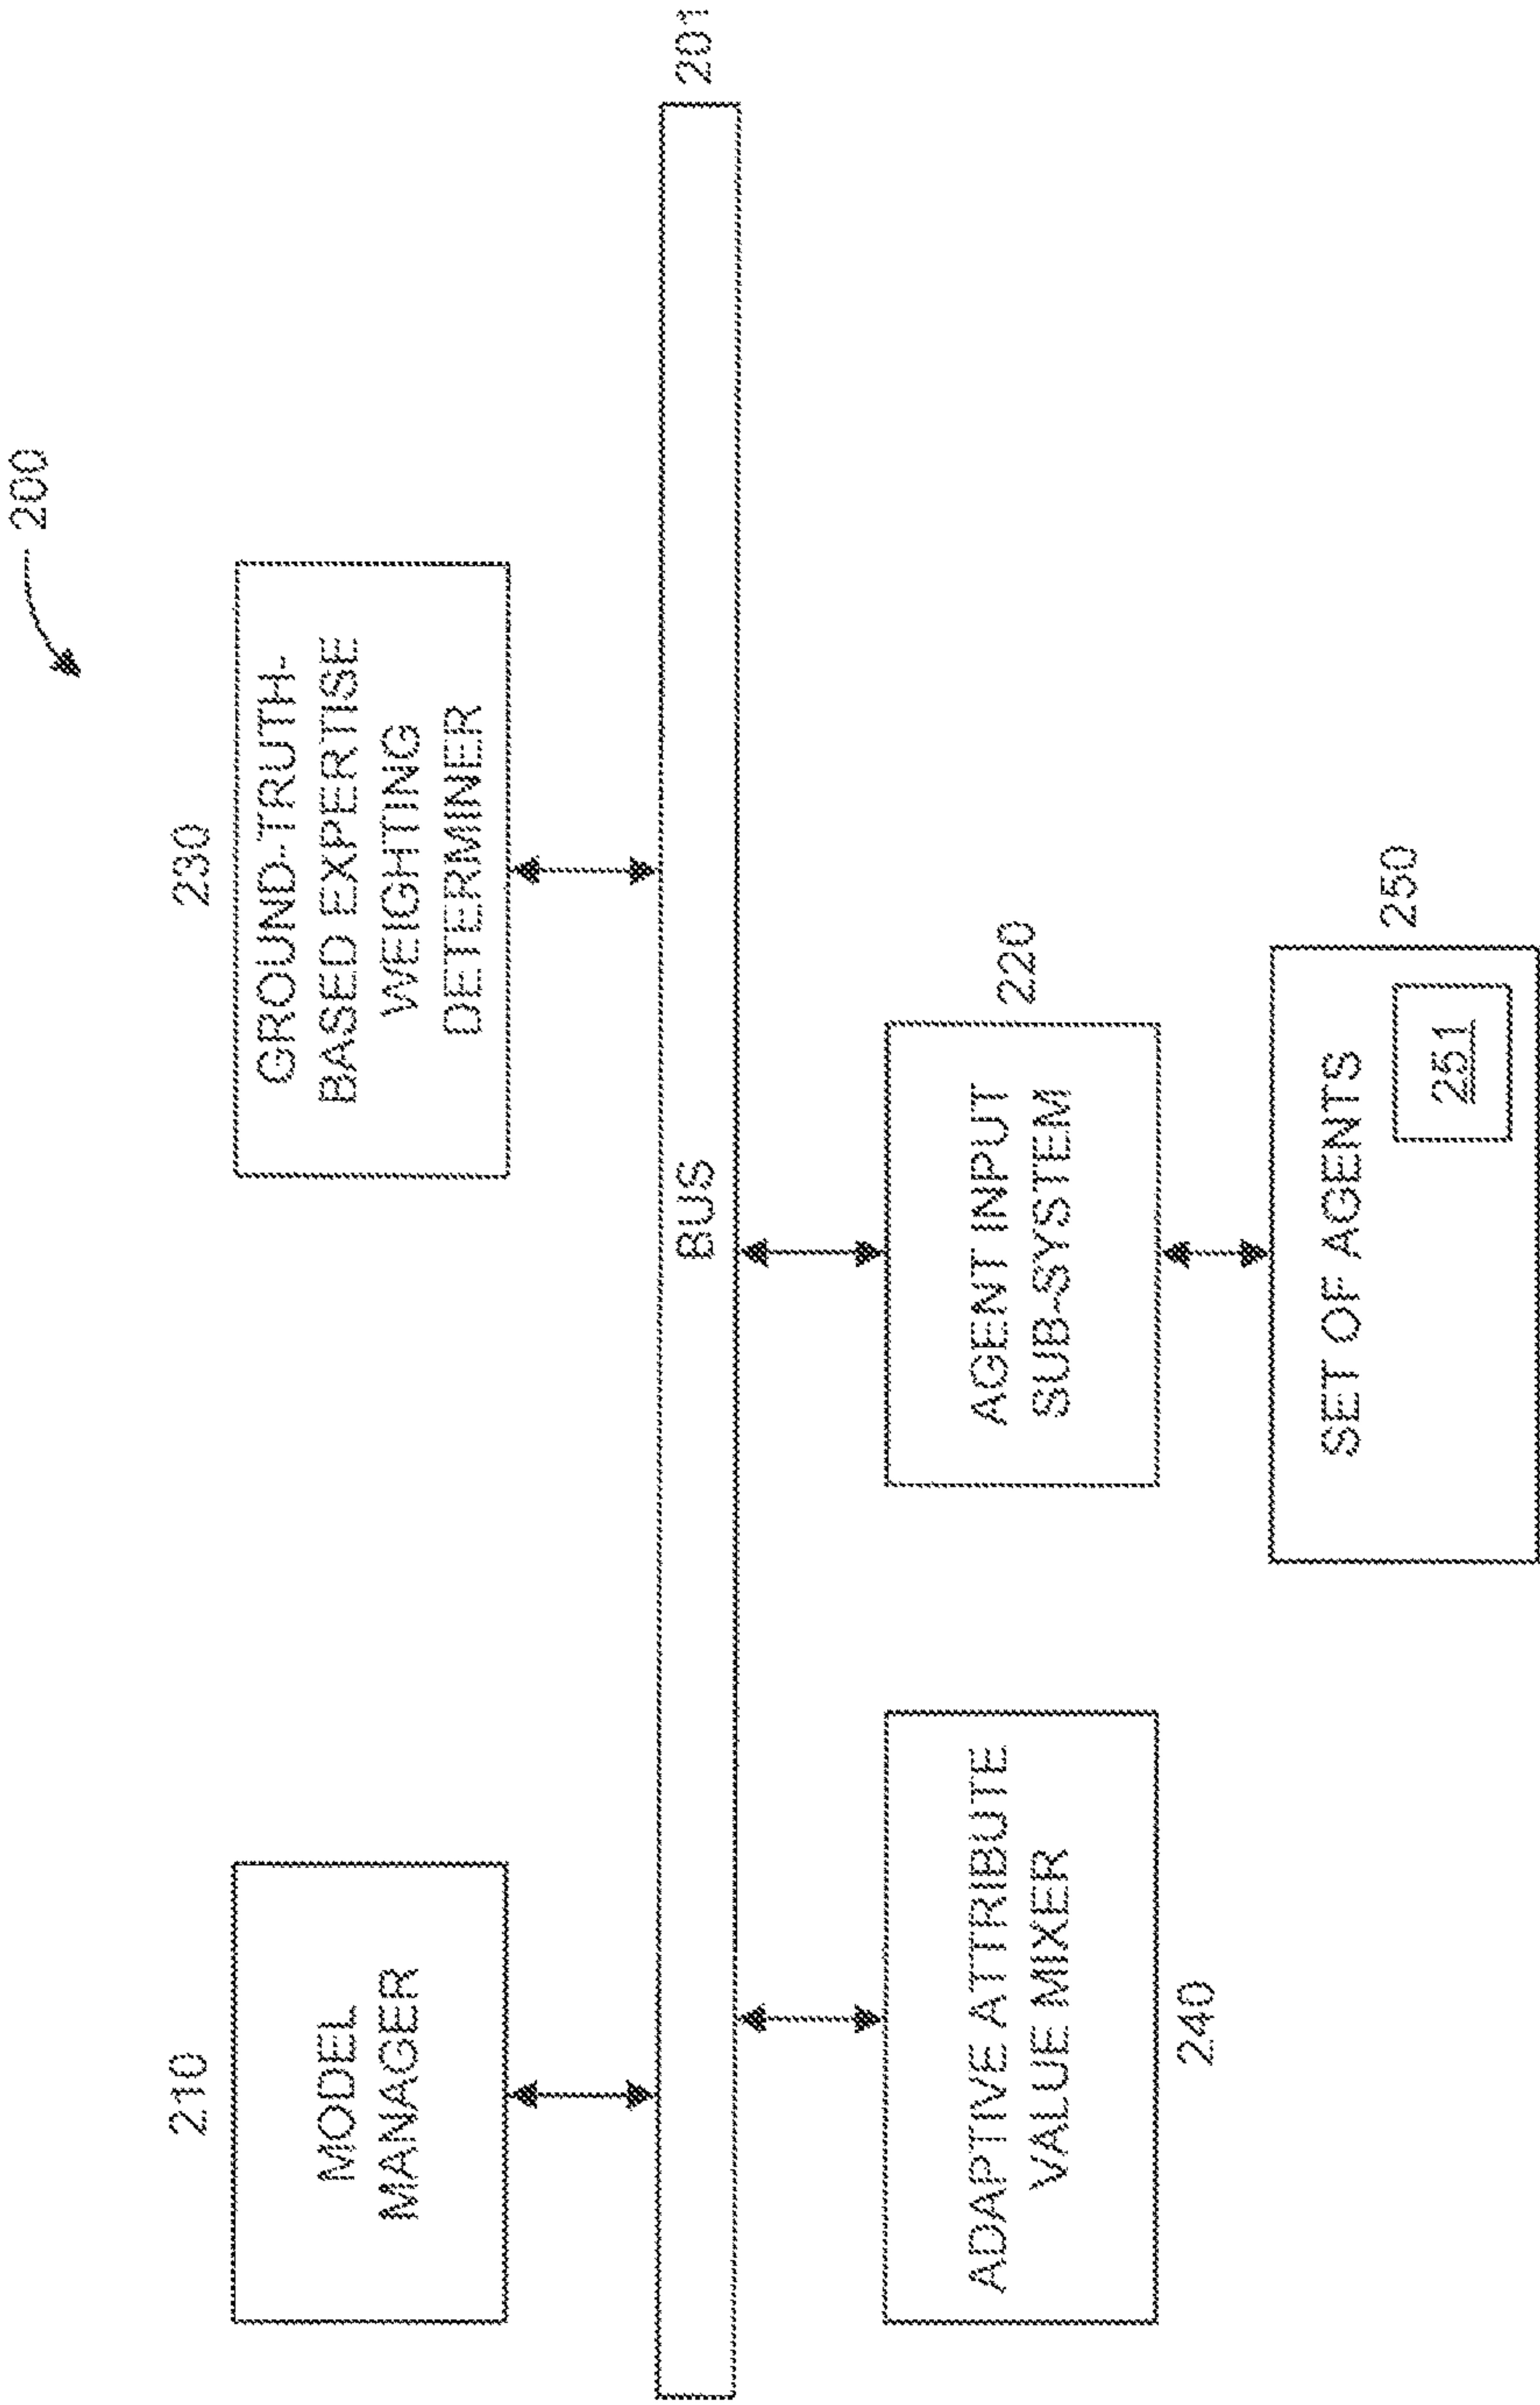 200
210
MODEL
MANAGER
230
GROUND-TRUTH-
BASED EXPERTISE
WEIGHTING
DETERMINER
BUS
201
ADAPTIVE ATTRIBUTE
VALUE MIXER
240
AGENT INPUT
SUB-SYSTEM
220
SET OF AGENTS
250
251